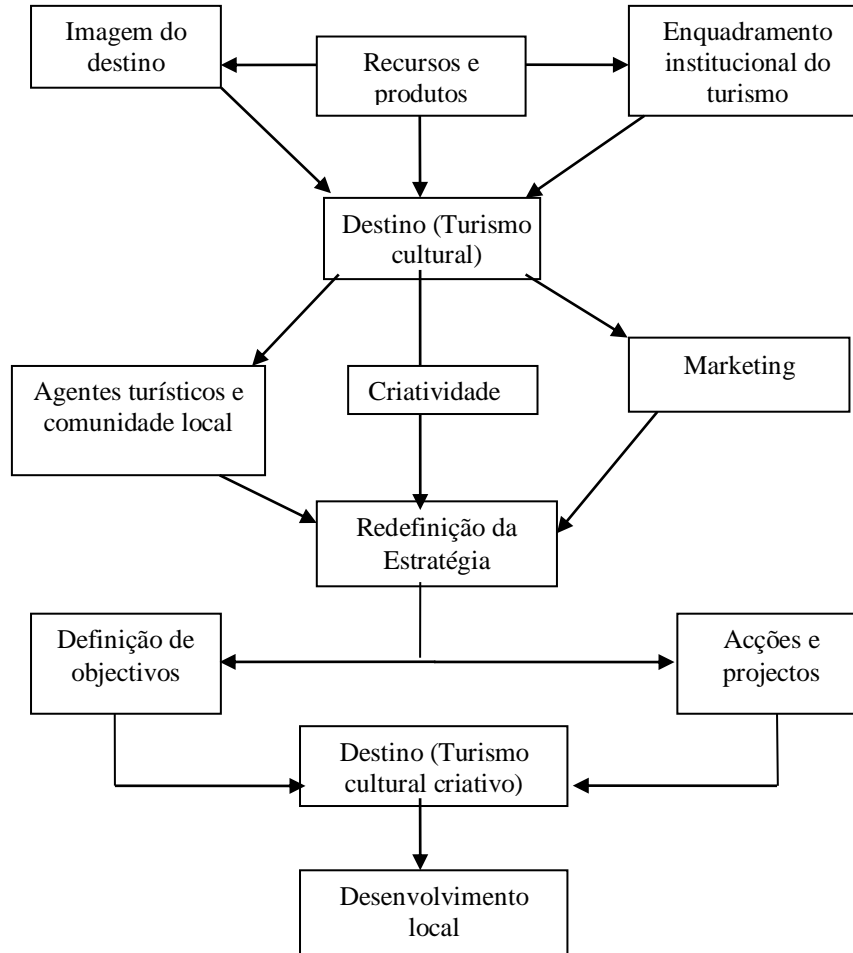 Imagem do
destino
Recursos e
produtos
Enquadramento
institucional do
turismo
Destino (Turismo
cultural)
Agentes turísticos e
comunidade local
Criatividade
Marketing
Redefinição da
Estratégia
Definição de
objectivos
Acções e
projectos
Destino (Turismo
cultural criativo)
Desenvolvimento
local